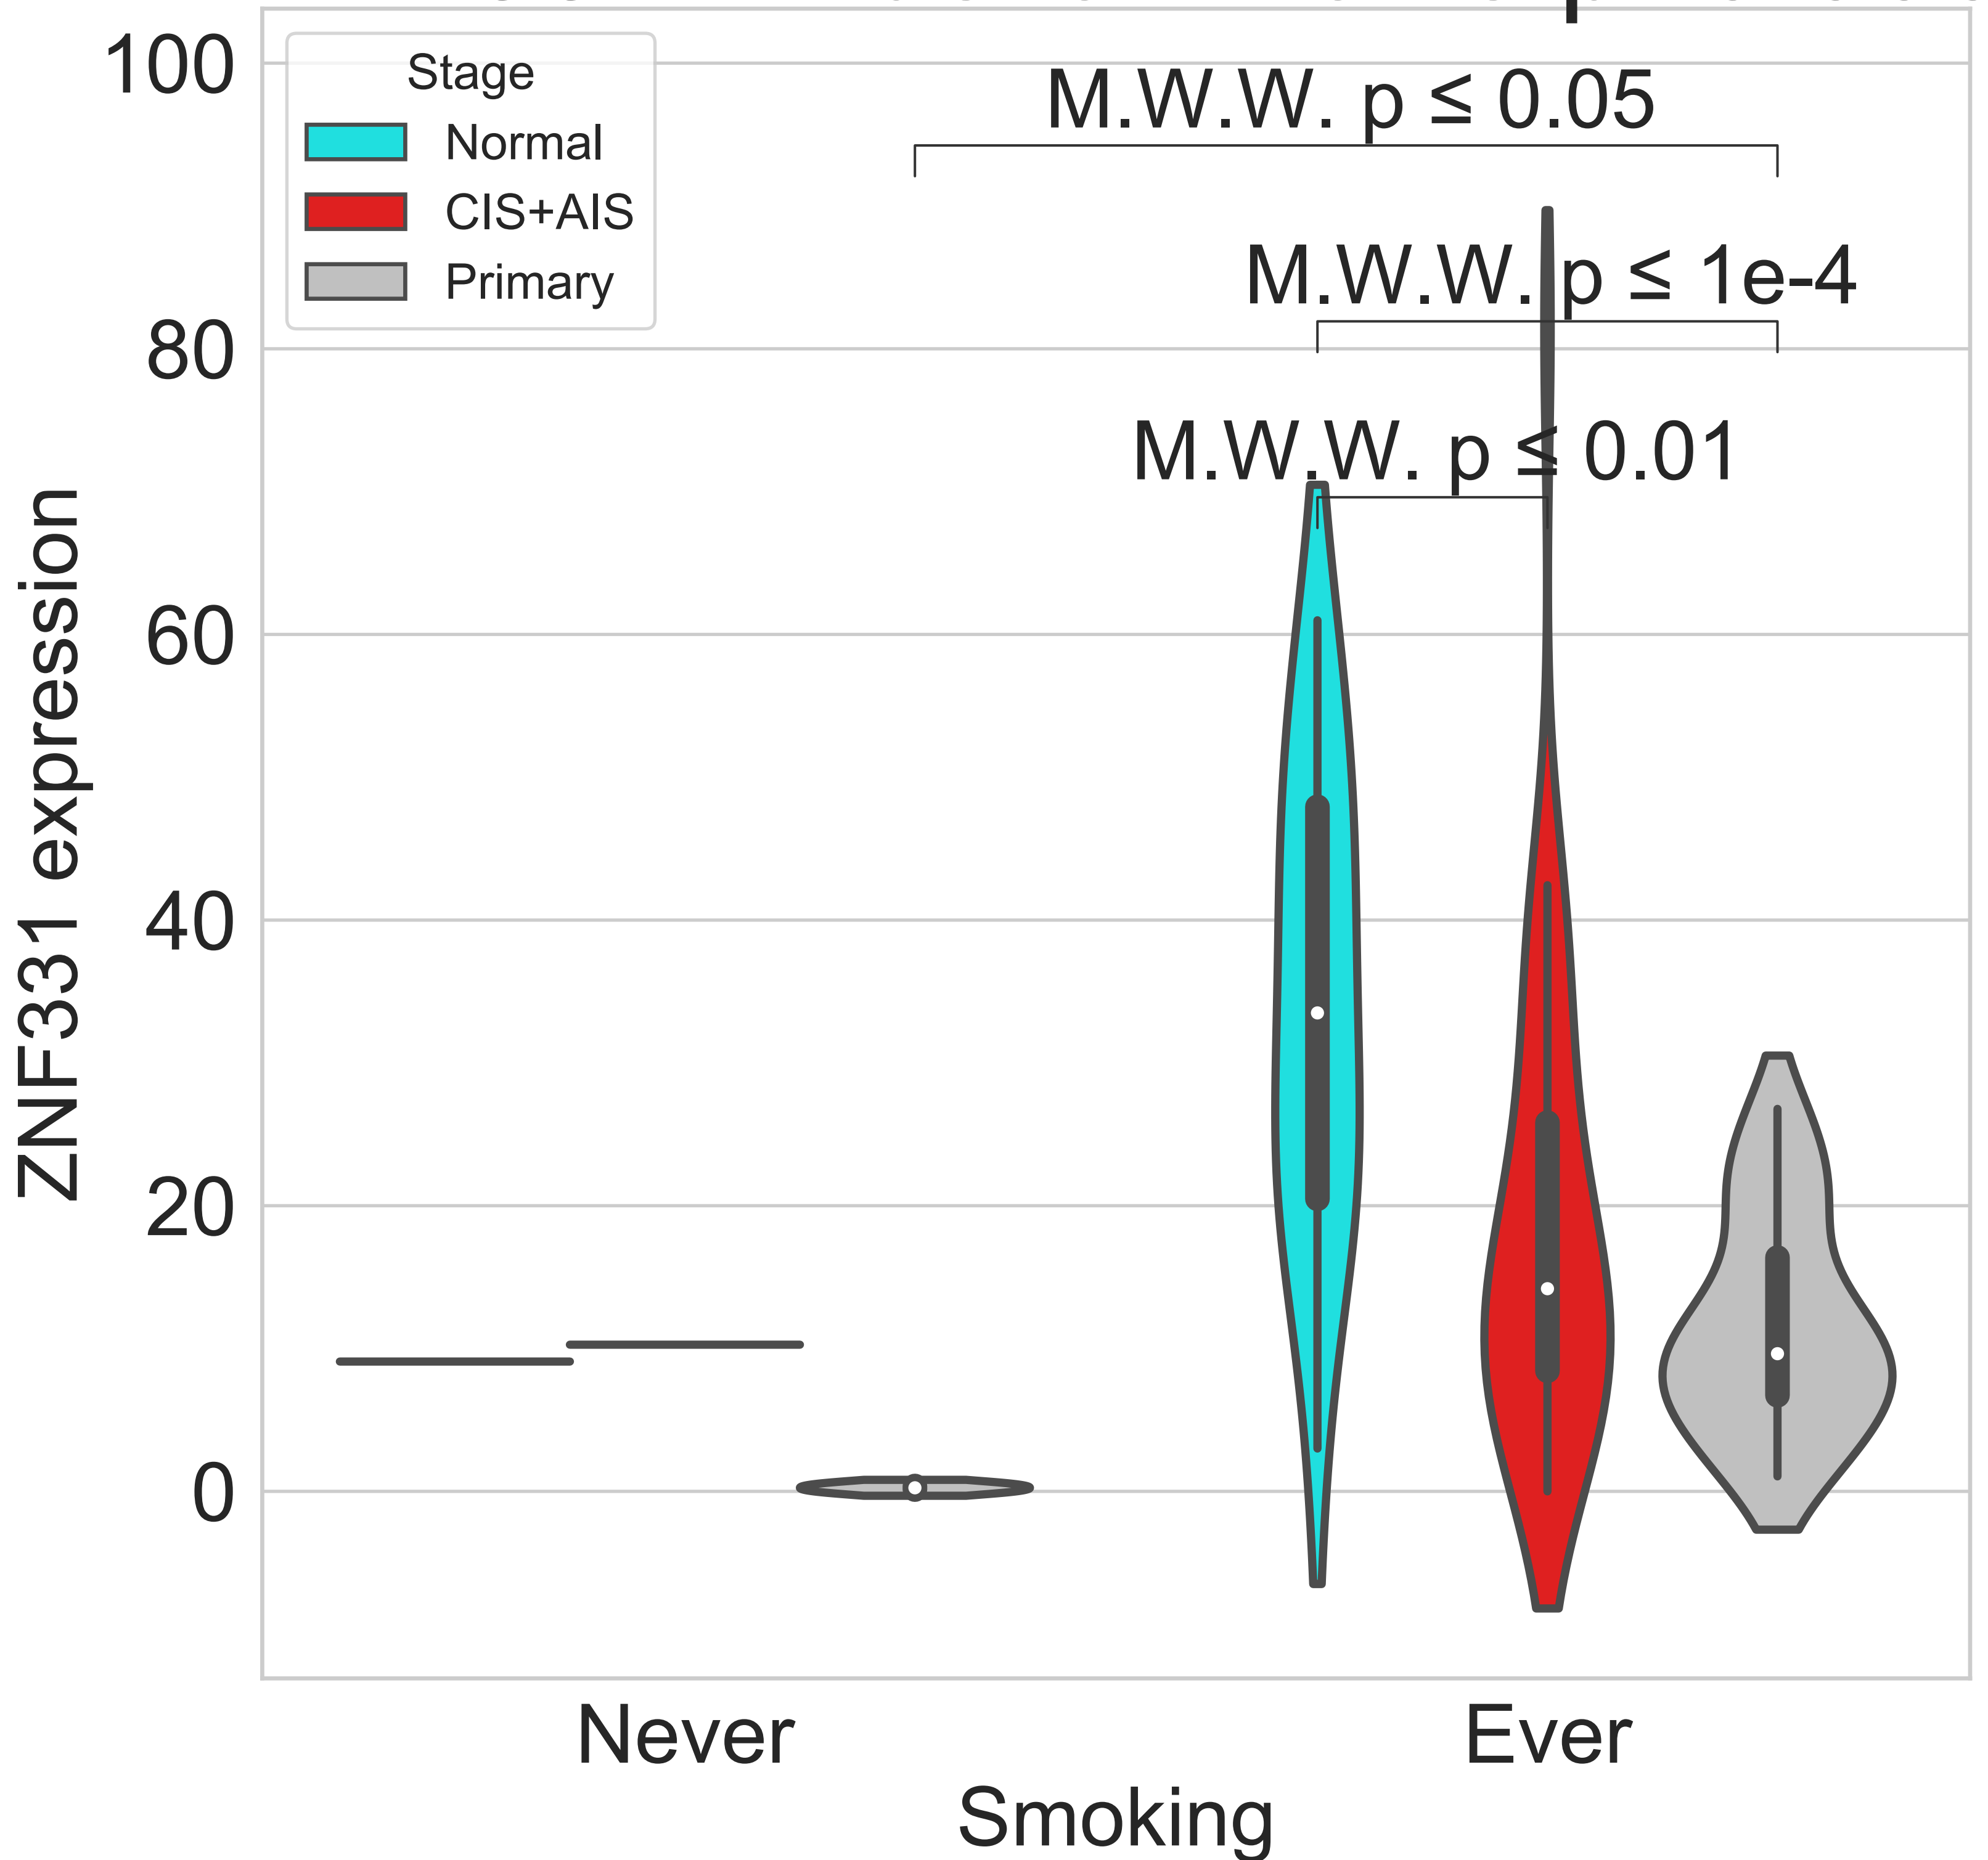 100
80
60
40
20
0
ZNF331 expression
Stage
Normal
CIS+AIS
Primary
M.W.W. p ≤ 0.05
M.W.W. p ≤ 1e-4
M.W.W. p ≤ 0.01
Never
Ever
Smoking